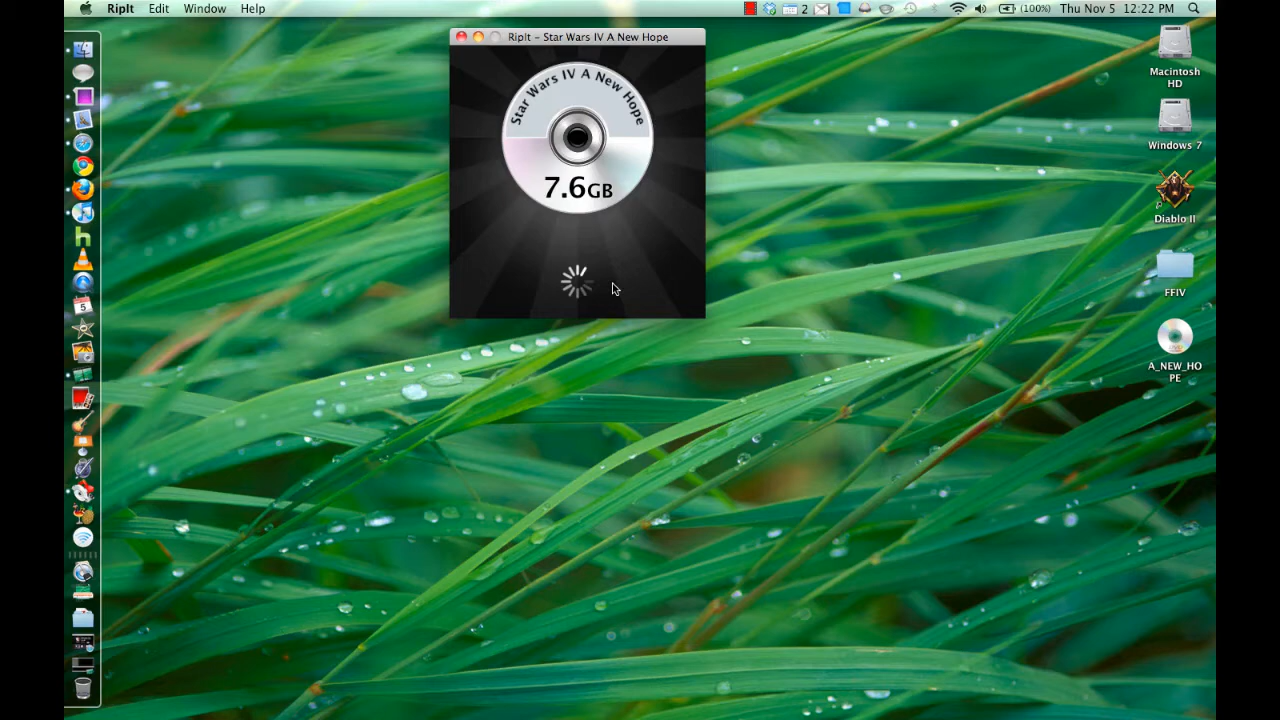 RipIt Edit Window Help
2 (100%) Thu Nov 5 12:22 PM
RipIt – Star Wars IV A New Hope
Star Wars IV A New Hope
7.6GB
Macintosh
HD
Windows 7
Diablo II
FFIV
A_NEW_HO
PE
5
h